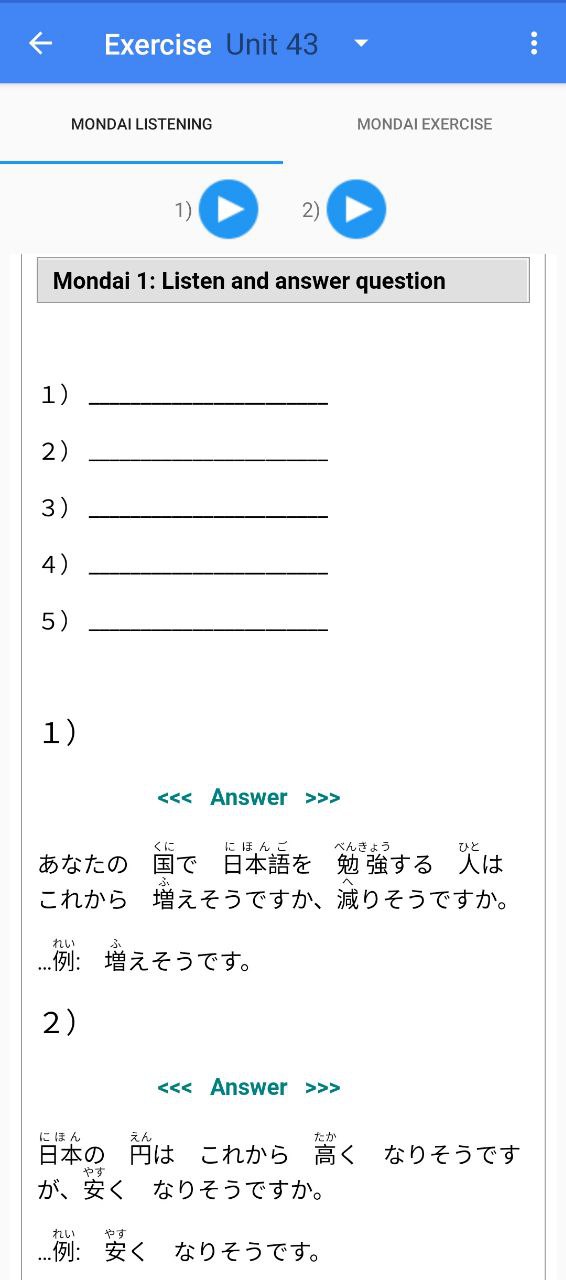 Exercise Unit 43
MONDAI LISTENING MONDAI EXERCISE
1) 2)
Mondai 1: Listen and answer question
1)
2)
3)
4)
5)
1)
<<< Answer >>>
くに にほんご べんきょう ひと
あなたの 国で 日本語を 勉強する 人は
ふ へ
これから 増えそうですか、減りそうですか。
れい ふ
...例: 増えそうです。
2)
<<< Answer >>>
にほん えん たか
日本の 円は これから 高く なりそうです
やす
が、安く なりそうですか。
れい やす
...例: 安く なりそうです。